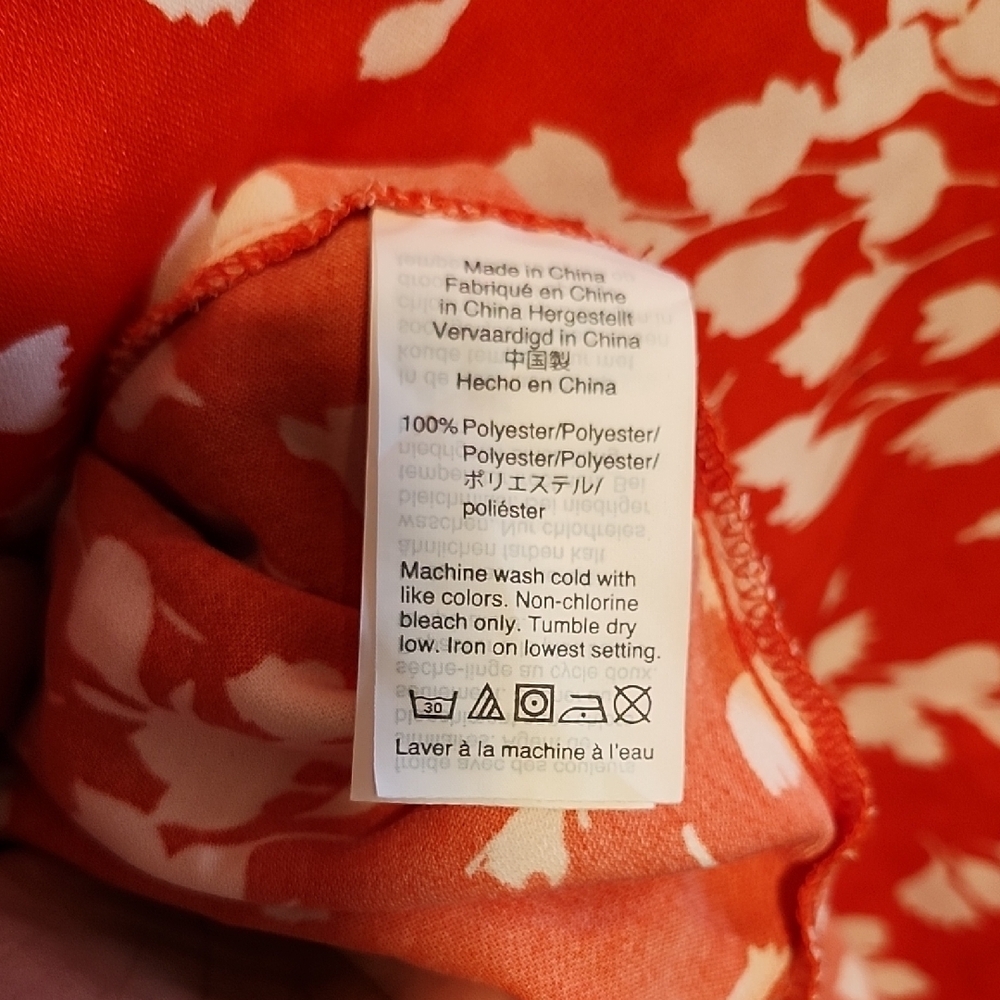 Made in China
Fabriqué en Chine
in China Hergestellt
Vervaardigd in China
中国製
Hecho en China
100% Polyester/Polyester/
Polyester/Polyester/
ポリエステル/
poliéster
Machine wash cold with
like colors. Non-chlorine
bleach only. Tumble dry
low. Iron on lowest setting.
30
Laver à la machine à l'eau